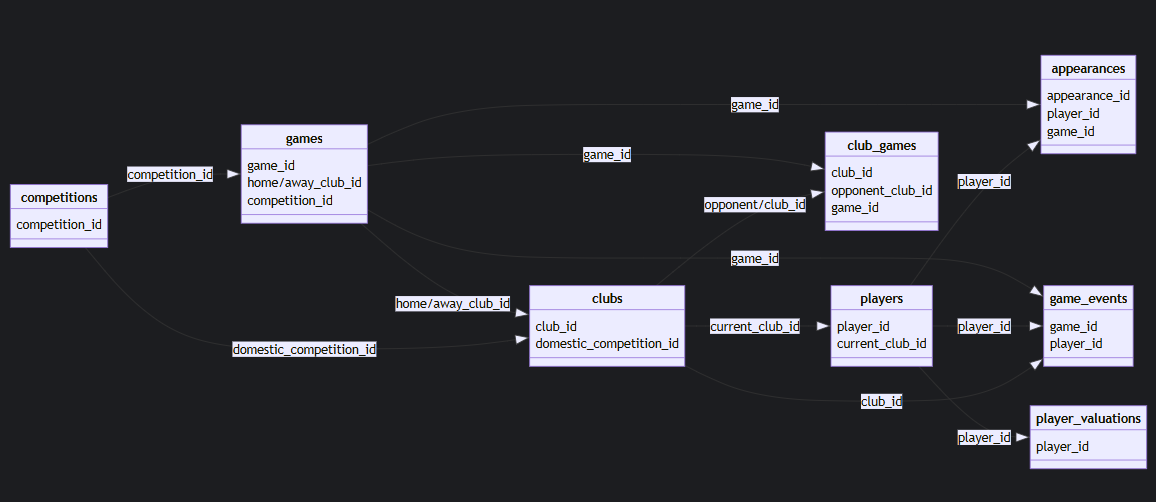 competitions
competition_id
competition_id
domestic_competition_id
games
game_id
home/away_club_id
competition_id
game_id
game_id
game_id
home/away_club_id
clubs
club_id
domestic_competition_id
opponent/club_id
current_club_id
club_id
club_games
club_id
opponent_club_id
game_id
players
player_id
current_club_id
player_id
player_id
player_id
appearances
appearance_id
player_id
game_id
game_events
game_id
player_id
player_valuations
player_id